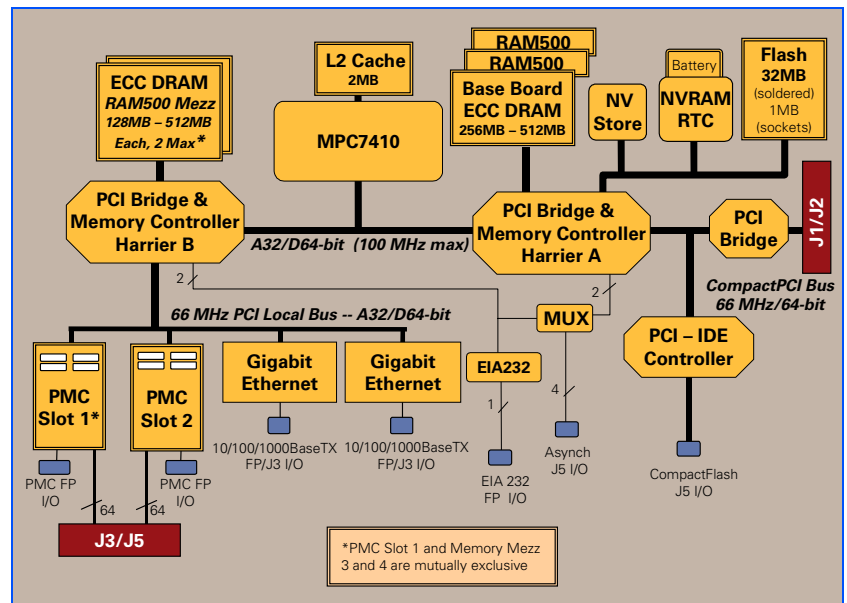 RAM500
RAM500
Base Board
ECC DRAM
256MB – 512MB
L2 Cache
2MB
MPC7410
ECC DRAM
RAM500 Mezz
128MB – 512MB
Each, 2 Max*
NV
Store
Battery
NVRAM
RTC
Flash
32MB
(soldered)
1MB
(sockets)
PCI Bridge &
Memory Controller
Harrier B
A32/D64-bit (100 MHz max)
PCI Bridge &
Memory Controller
Harrier A
PCI
Bridge
J1/J2
CompactPCI Bus
66 MHz/64-bit
2
2
66 MHz PCI Local Bus -- A32/D64-bit
MUX
PCI – IDE
Controller
PMC
Slot 1*
PMC
Slot 2
Gigabit
Ethernet
Gigabit
Ethernet
EIA232
1
4
10/100/1000BaseTX
FP/J3 I/O
10/100/1000BaseTX
FP/J3 I/O
Asynch
J5 I/O
EIA 232
FP I/O
CompactFlash
J5 I/O
PMC FP
I/O
PMC FP
I/O
64
64
J3/J5
*PMC Slot 1 and Memory Mezz
3 and 4 are mutually exclusive